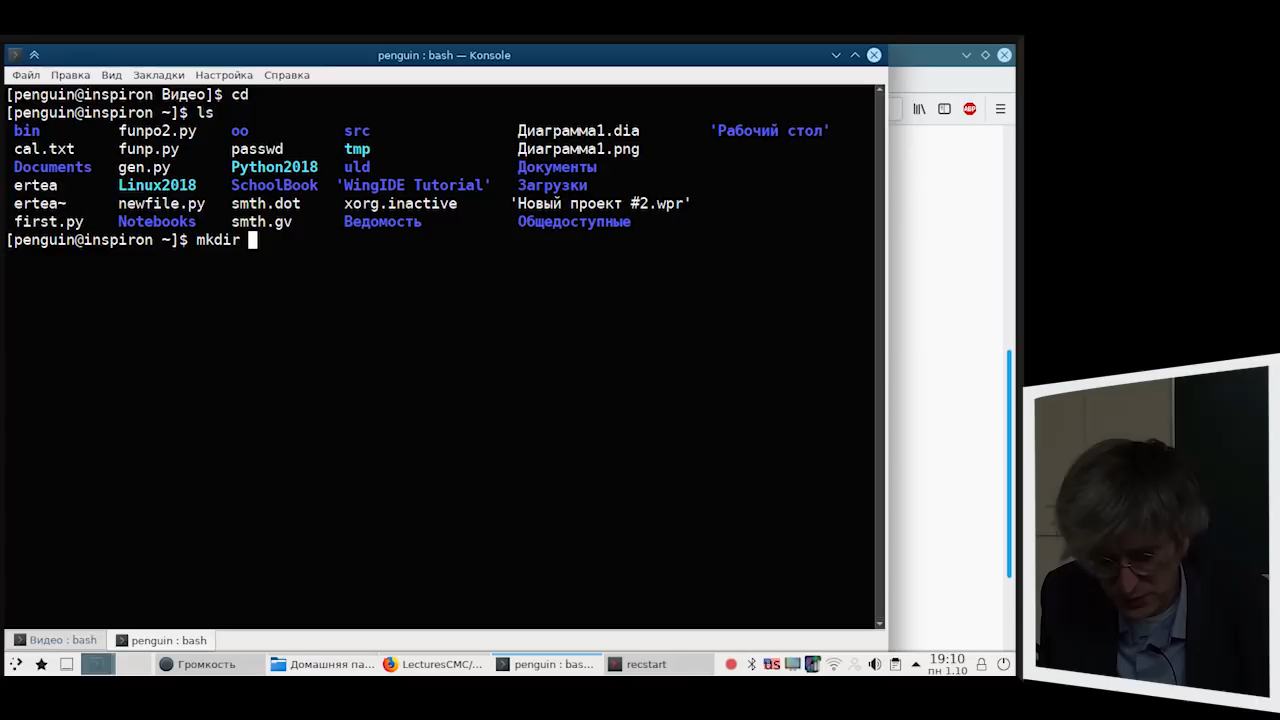 penguin : bash — Konsole
Файл Правка Вид Закладки Настройка Справка
[penguin@inspiron Видео]$ cd
[penguin@inspiron ~]$ ls
bin funpo2.py oo src Диаграмма1.dia 'Рабочий стол'
cal.txt funp.py passwd tmp Диаграмма1.png
Documents gen.py Python2018 uld Документы
ertea Linux2018 SchoolBook 'WingIDE Tutorial' Загрузки
ertea~ newfile.py smth.dot xorg.inactive 'Новый проект #2.wpr'
first.py Notebooks smth.gv Ведомость Общедоступные
[penguin@inspiron ~]$ mkdir
ABP
Видео : bash penguin : bash
Громкость Домашняя па... LecturesCMC/... penguin : bas... recstart US 19:10
пн 1.10